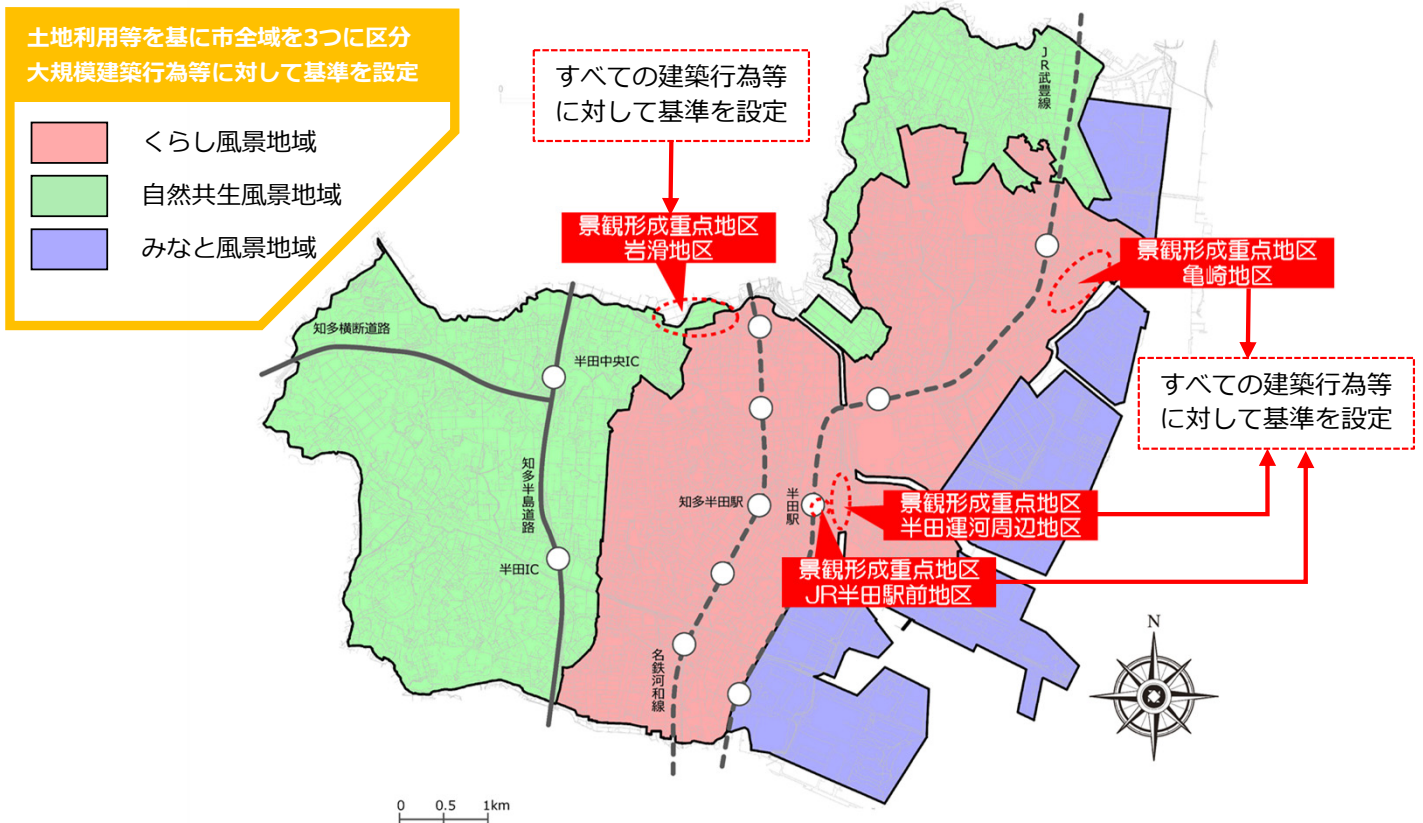 土地利用等を基に市全域を3つに区分
大規模建築行為等に対して基準を設定
くらし風景地域
自然共生風景地域
みなと風景地域
すべての建築行為等
に対して基準を設定
JR武豊線
景観形成重点地区
岩滑地区
景観形成重点地区
亀崎地区
知多横断道路
半田中央IC
すべての建築行為等
に対して基準を設定
知多半島道路
知多半田駅
半田駅
景観形成重点地区
半田運河周辺地区
半田IC
景観形成重点地区
JR半田駅前地区
名鉄河和線
N
0 0.5 1km